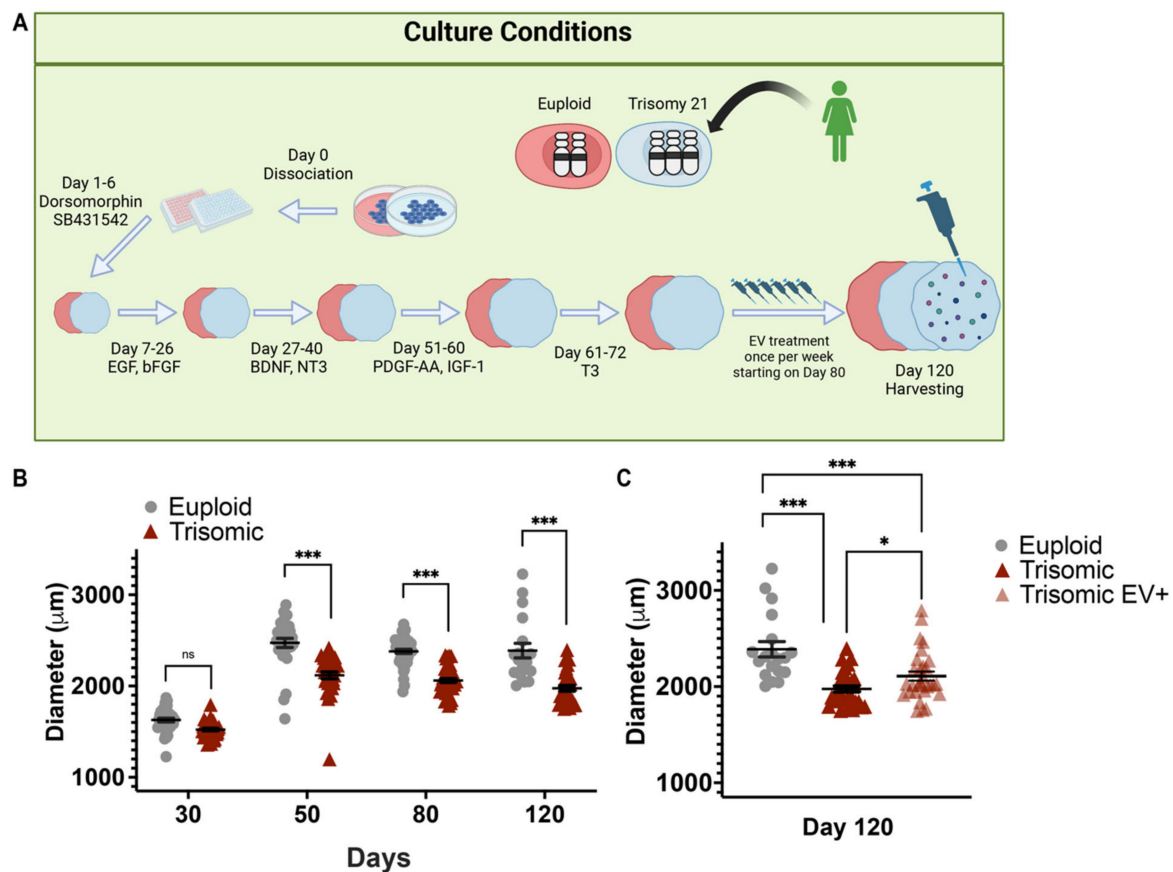 A
Culture Conditions
Euploid
Trisomy 21
Day 0
Dissociation
Day 1-6
Dorsomorphin
SB431542
Day 7-26
EGF, bFGF
Day 27-40
BDNF, NT3
Day 51-60
PDGF-AA, IGF-1
Day 61-72
T3
EV treatment
once per week
starting on Day 80
Day 120
Harvesting
B
Euploid
Trisomic
ns
***
***
***
3000
2000
1000
Diameter (μm)
30 50 80 120
Days
C
***
***
*
Euploid
Trisomic
Trisomic EV+
3000
2000
1000
Diameter (μm)
Day 120